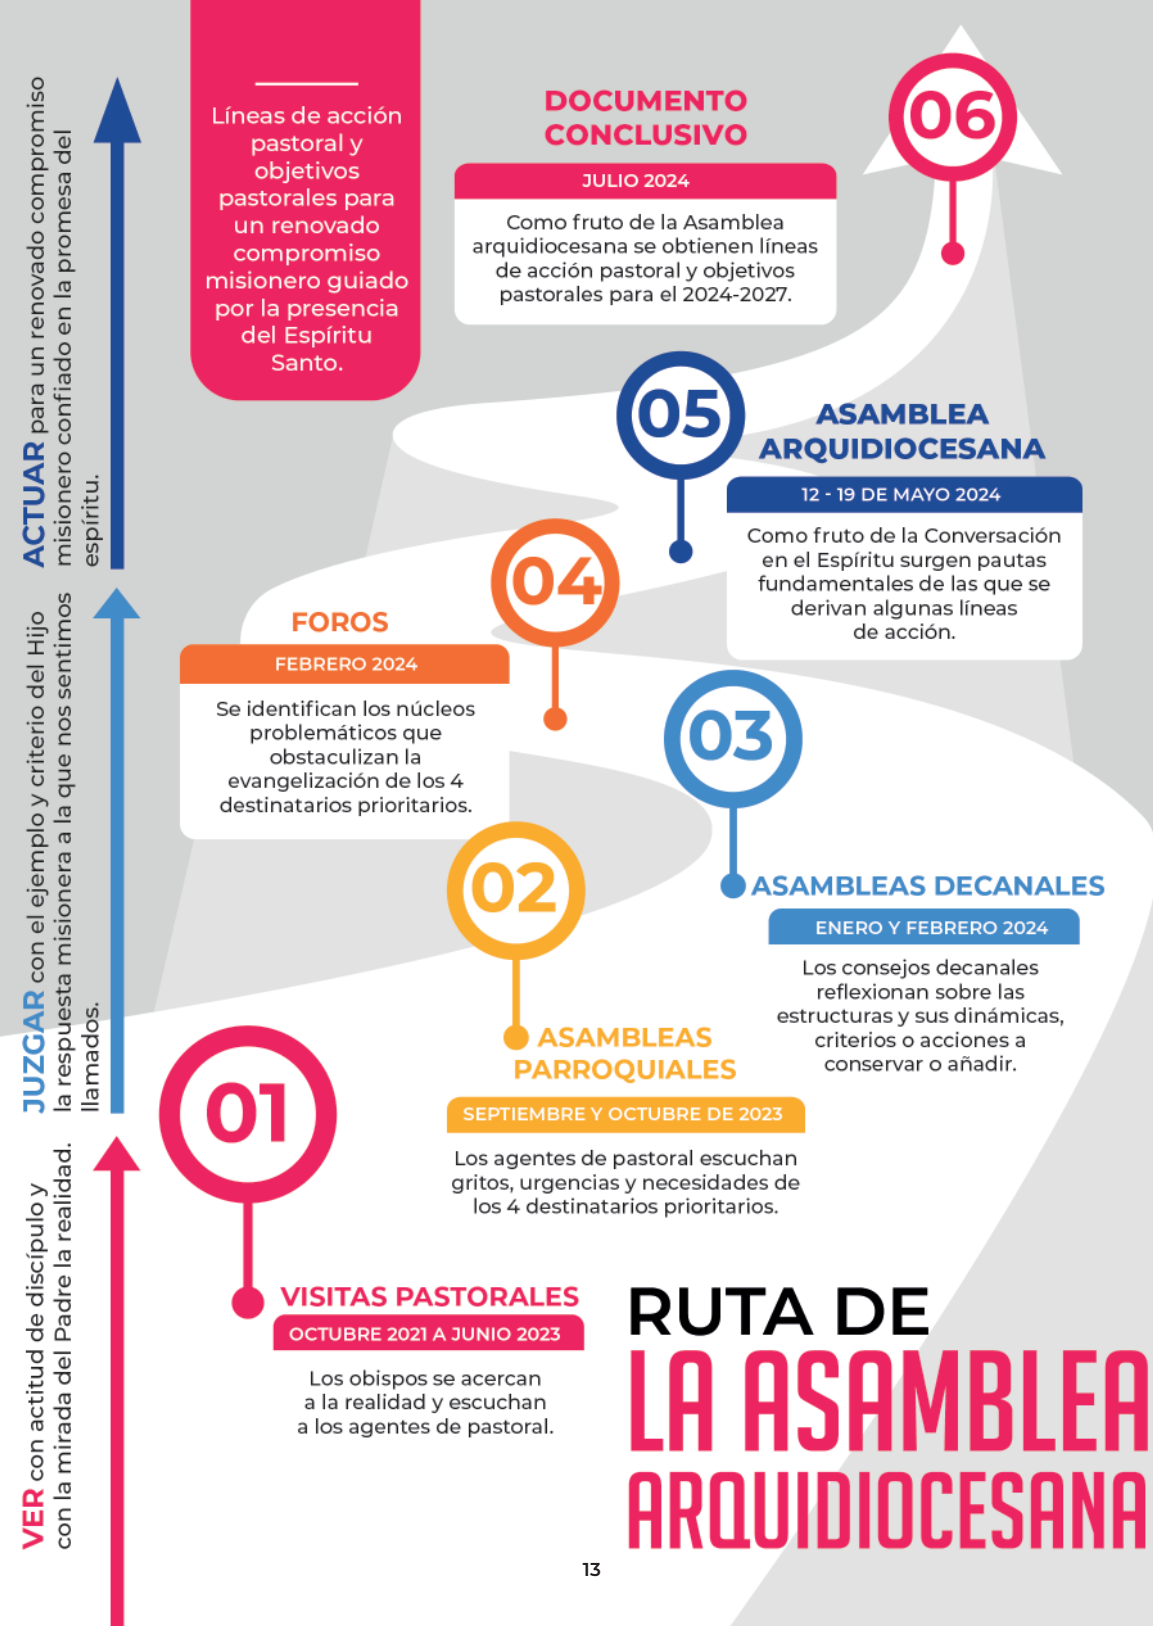 Líneas de acción
pastoral y
objetivos
pastorales para
un renovado
compromiso
misionero guiado
por la presencia
del Espíritu
Santo.
06
DOCUMENTO
CONCLUSIVO
JULIO 2024
Como fruto de la Asamblea
arquidiocesana se obtienen líneas
de acción pastoral y objetivos
pastorales para el 2024-2027.
05
ASAMBLEA
ARQUIDIOCESANA
12 - 19 DE MAYO 2024
Como fruto de la Conversación
en el Espíritu surgen pautas
fundamentales de las que se
derivan algunas líneas
de acción.
04
FOROS
FEBRERO 2024
Se identifican los núcleos
problemáticos que
obstaculizan la
evangelización de los 4
destinatarios prioritarios.
03
ASAMBLEAS DECANALES
ENERO Y FEBRERO 2024
Los consejos decanales
reflexionan sobre las
estructuras y sus dinámicas,
criterios o acciones a
conservar o añadir.
02
ASAMBLEAS
PARROQUIALES
SEPTIEMBRE Y OCTUBRE DE 2023
Los agentes de pastoral escuchan
gritos, urgencias y necesidades de
los 4 destinatarios prioritarios.
01
VISITAS PASTORALES
OCTUBRE 2021 A JUNIO 2023
Los obispos se acercan
a la realidad y escuchan
a los agentes de pastoral.
ACTUAR para un renovado compromiso
misionero confiado en la promesa del
espíritu.
JUZGAR con el ejemplo y criterio del Hijo
la respuesta misionera a la que nos sentimos
llamados.
VER con actitud de discípulo y
con la mirada del Padre la realidad.
RUTA DE
LA ASAMBLEA
ARQUIDIOCESANA
13